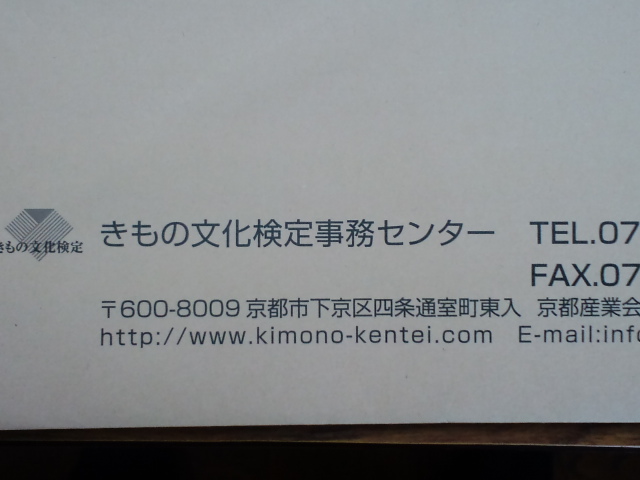 きもの文化検定
きもの文化検定事務センター TEL.07
FAX.07
〒600-8009 京都市下京区四条通室町東入 京都産業会
http://www.kimono-kentei.com E-mail:info